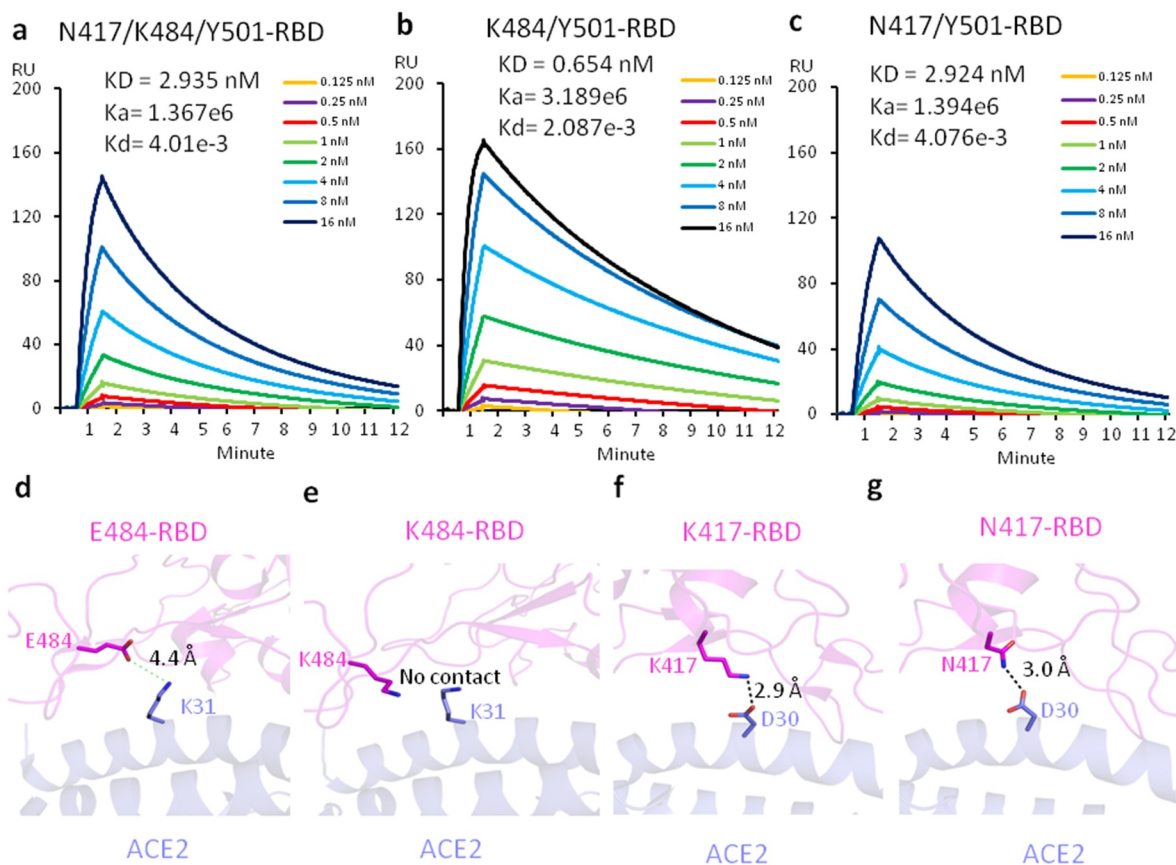 a
N417/K484/Y501-RBD
RU
200
160
120
80
40
0
KD = 2.935 nM
Ka= 1.367e6
Kd= 4.01e-3
0.125 nM
0.25 nM
0.5 nM
1 nM
2 nM
4 nM
8 nM
16 nM
1 2 3 4 5 6 7 8 9 10 11 12
Minute
b
K484/Y501-RBD
RU
200
160
120
80
40
0
KD = 0.654 nM
Ka= 3.189e6
Kd= 2.087e-3
0.125 nM
0.25 nM
0.5 nM
1 nM
2 nM
4 nM
8 nM
16 nM
1 2 3 4 5 6 7 8 9 10 11 12
Minute
c
N417/Y501-RBD
RU
200
160
120
80
40
0
KD = 2.924 nM
Ka= 1.394e6
Kd= 4.076e-3
0.125 nM
0.25 nM
0.5 nM
1 nM
2 nM
4 nM
8 nM
16 nM
1 2 3 4 5 6 7 8 9 10 11 12
Minute
d
E484-RBD
E484
4.4 Å
K31
ACE2
e
K484-RBD
K484
No contact
K31
ACE2
f
K417-RBD
K417
2.9 Å
D30
ACE2
g
N417-RBD
N417
3.0 Å
D30
ACE2